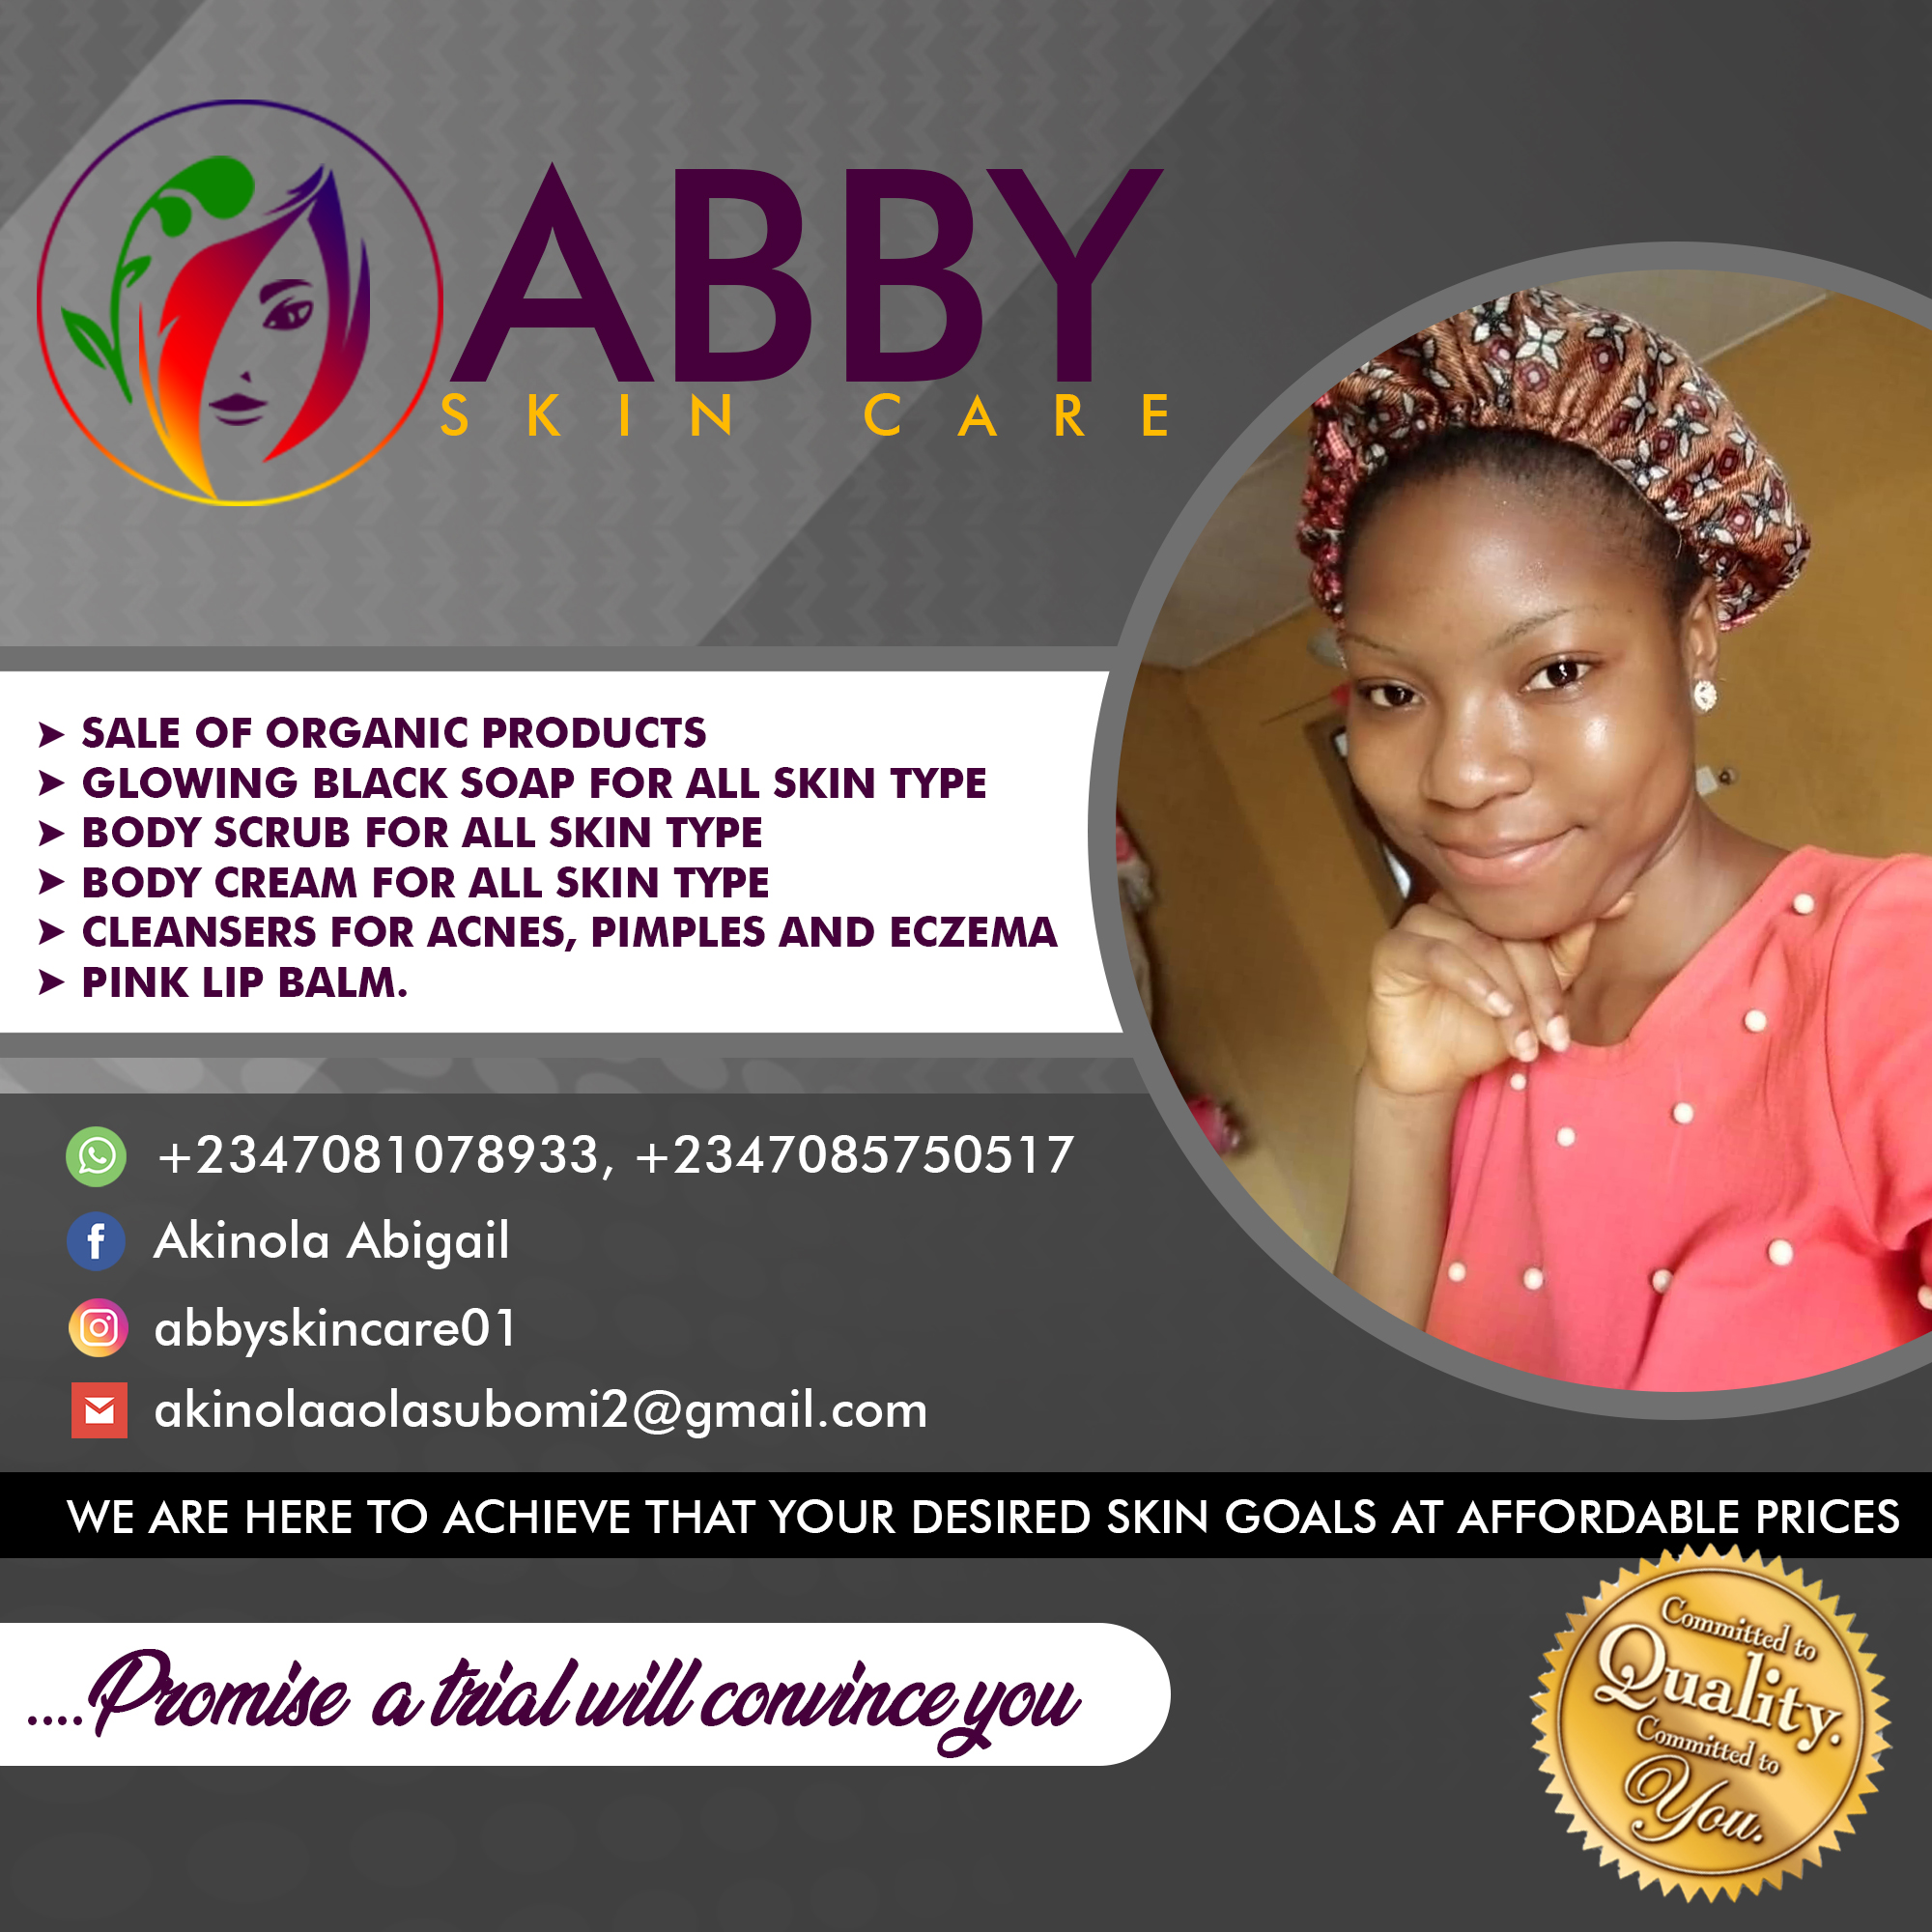 ABBY
SKIN CARE
➤ SALE OF ORGANIC PRODUCTS
➤ GLOWING BLACK SOAP FOR ALL SKIN TYPE
➤ BODY SCRUB FOR ALL SKIN TYPE
➤ BODY CREAM FOR ALL SKIN TYPE
➤ CLEANSERS FOR ACNES, PIMPLES AND ECZEMA
➤ PINK LIP BALM.
+2347081078933, +2347085750517
Akinola Abigail
abbyskincare01
akinolaaolasubomi2@gmail.com
WE ARE HERE TO ACHIEVE THAT YOUR DESIRED SKIN GOALS AT AFFORDABLE PRICES
....Promise a trial will convince you
Committed to
Quality.
Committed to
You.